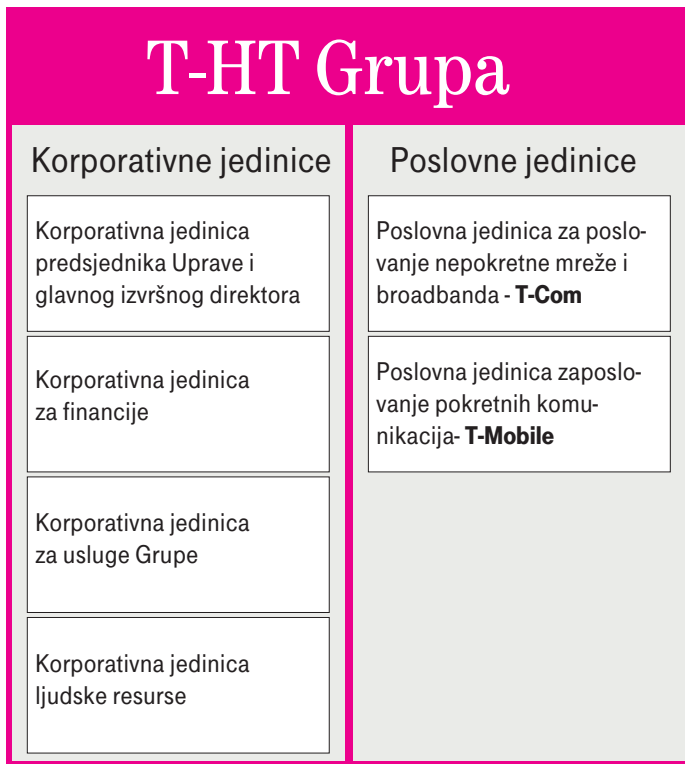 T-HT Grupa
Korporativne jedinice
Korporativna jedinica
predsjednika Uprave i
glavnog izvršnog direktora
Korporativna jedinica
za financije
Korporativna jedinica
za usluge Grupe
Korporativna jedinica
ljudske resurse
Poslovne jedinice
Poslovna jedinica za poslo-
vanje nepokretne mreže i
broadbanda - T-Com
Poslovna jedinica zaposlo-
vanje pokretnih komu-
nikacija- T-Mobile